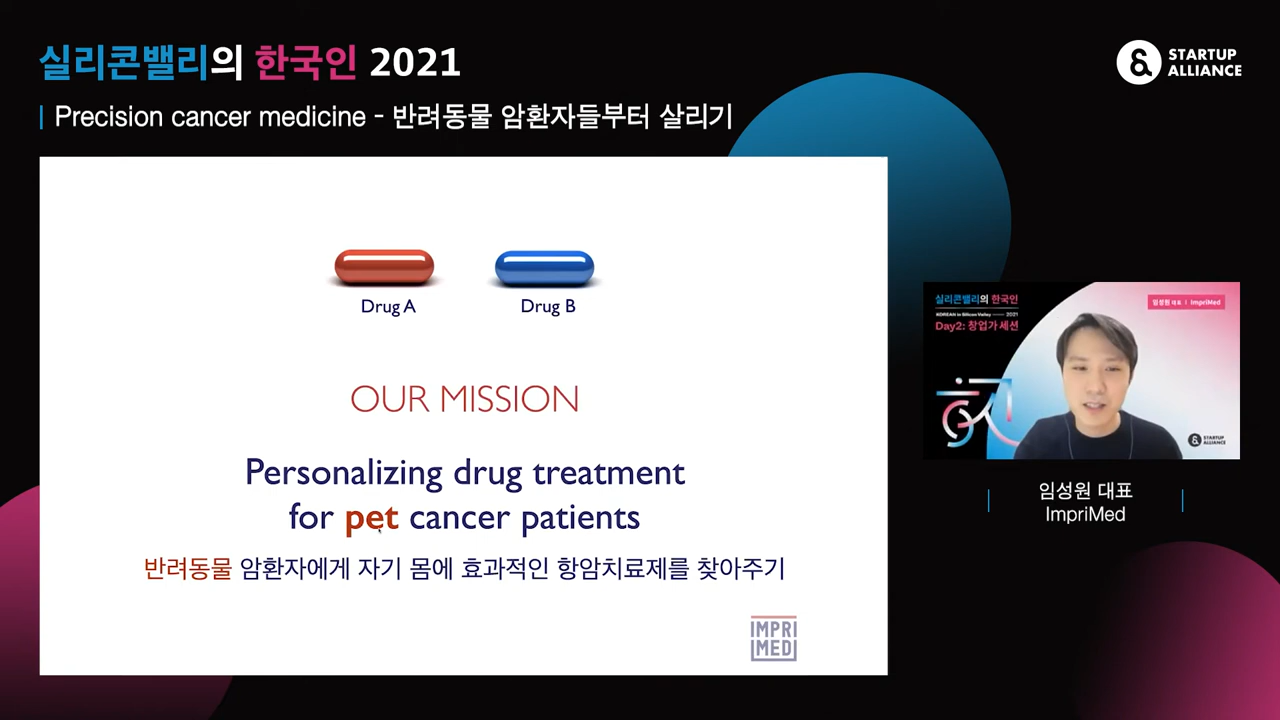 실리콘밸리의 한국인 2021
STARTUP
ALLIANCE
Precision cancer medicine - 반려동물 암환자들부터 살리기
Drug A
Drug B
OUR MISSION
Personalizing drug treatment
for pet cancer patients
반려동물 암환자에게 자기 몸에 효과적인 항암치료제를 찾아주기
IMPRI
MED
실리콘밸리의 한국인
KOREAN in Silicon Valley 2021
Day2: 창업가 세션
임성원 대표 | ImpriMed
STARTUP
ALLIANCE
임성원 대표
ImpriMed